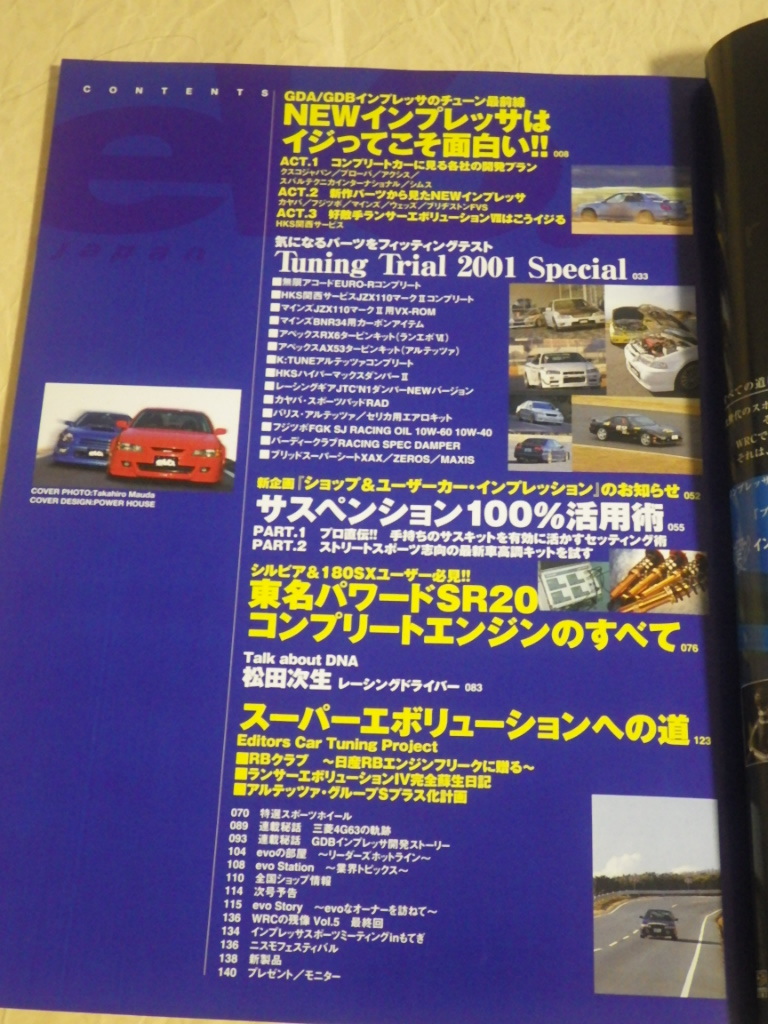 CONTENTS
evo
japan
GDA/GDBインプレッサのチューン最前線
NEWインプレッサは
イジってこそ面白い!! 008
ACT.1 コンプリートカーに見る各社の開発プラン
クスコジャパン／プローバ／アクシス／
スバルテクニカインターナショナル／シムス
ACT.2 新作パーツから見たNEWインプレッサ
カヤバ／フジツボ／マインズ／ウェッズ／ブリヂストンFVS
ACT.3 好敵手ランサーエボリューションⅦはこうイジる
HKS関西サービス
気になるパーツをフィッティングテスト
Tuning Trial 2001 Special 033
■無限アコードEURO-Rコンプリート
■HKS関西サービスJZX110マークⅡコンプリート
■マインズJZX110マークⅡ用VX-ROM
■マインズBNR34用カーボンアイテム
■アペックスRX6タービンキット（ランエボⅥ）
■アペックスAX53タービンキット（アルテッツァ）
■K:TUNEアルテッツァコンプリート
■HKSハイパーマックスダンパーⅡ
■レーシングギアJTC'N1ダンパーNEWバージョン
■カヤバ・スポーツパッドRAD
■バリス・アルテッツァ／セリカ用エアロキット
■フジツボFGK SJ RACING OIL 10W-60 10W-40
■パーティークラブRACING SPEC DAMPER
■ブリッドスーパーシートXAX／ZEROS／MAXIS
COVER PHOTO:Takahiro Mauda
COVER DESIGN:POWER HOUSE
新企画『ショップ＆ユーザーカー・インプレッション』のお知らせ 052
サスペンション100%活用術 055
PART.1 プロ直伝!! 手持ちのサスキットを有効に活かすセッティング術
PART.2 ストリートスポーツ志向の最新車高調キットを試す
シルビア＆180SXユーザー必見!!
東名パワードSR20
コンプリートエンジンのすべて 076
Talk about DNA
松田次生 レーシングドライバー 083
スーパーエボリューションへの道 123
Editors Car Tuning Project
■RBクラブ ～日産RBエンジンフリークに贈る～
■ランサーエボリューションⅣ完全蘇生日記
■アルテッツァ・グループSプラス化計画
070 特選スポーツホイール
089 連載秘話 三菱4G63の軌跡
093 連載秘話 GDBインプレッサ開発ストーリー
104 evoの部屋 ～リーダーズホットライン～
108 evo Station ～業界トピックス～
110 全国ショップ情報
114 次号予告
115 evo Story ～evoなオーナーを訪ねて～
136 WRCの残像 Vol.5 最終回
134 インプレッサスポーツミーティングinもてぎ
136 ニスモフェスティバル
138 新製品
140 プレゼント／モニター